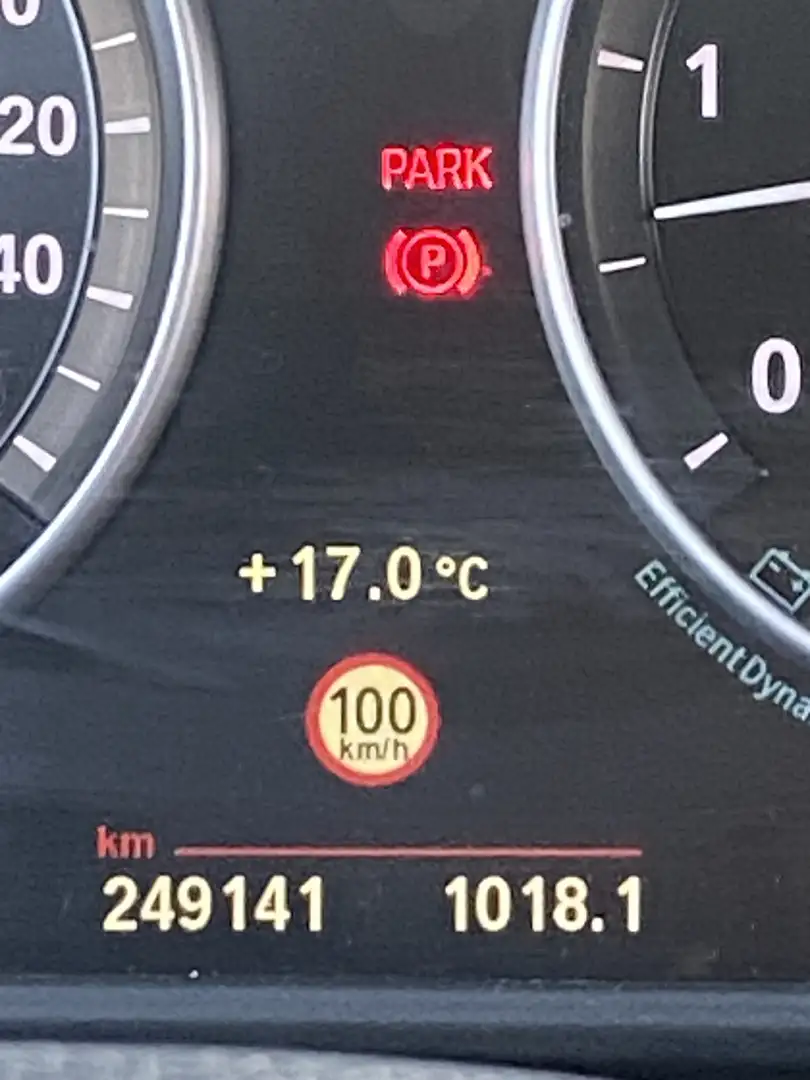 20
40
1
PARK
P
0
+17.0 °C
EfficientDyna
100
km/h
km
249141 1018.1